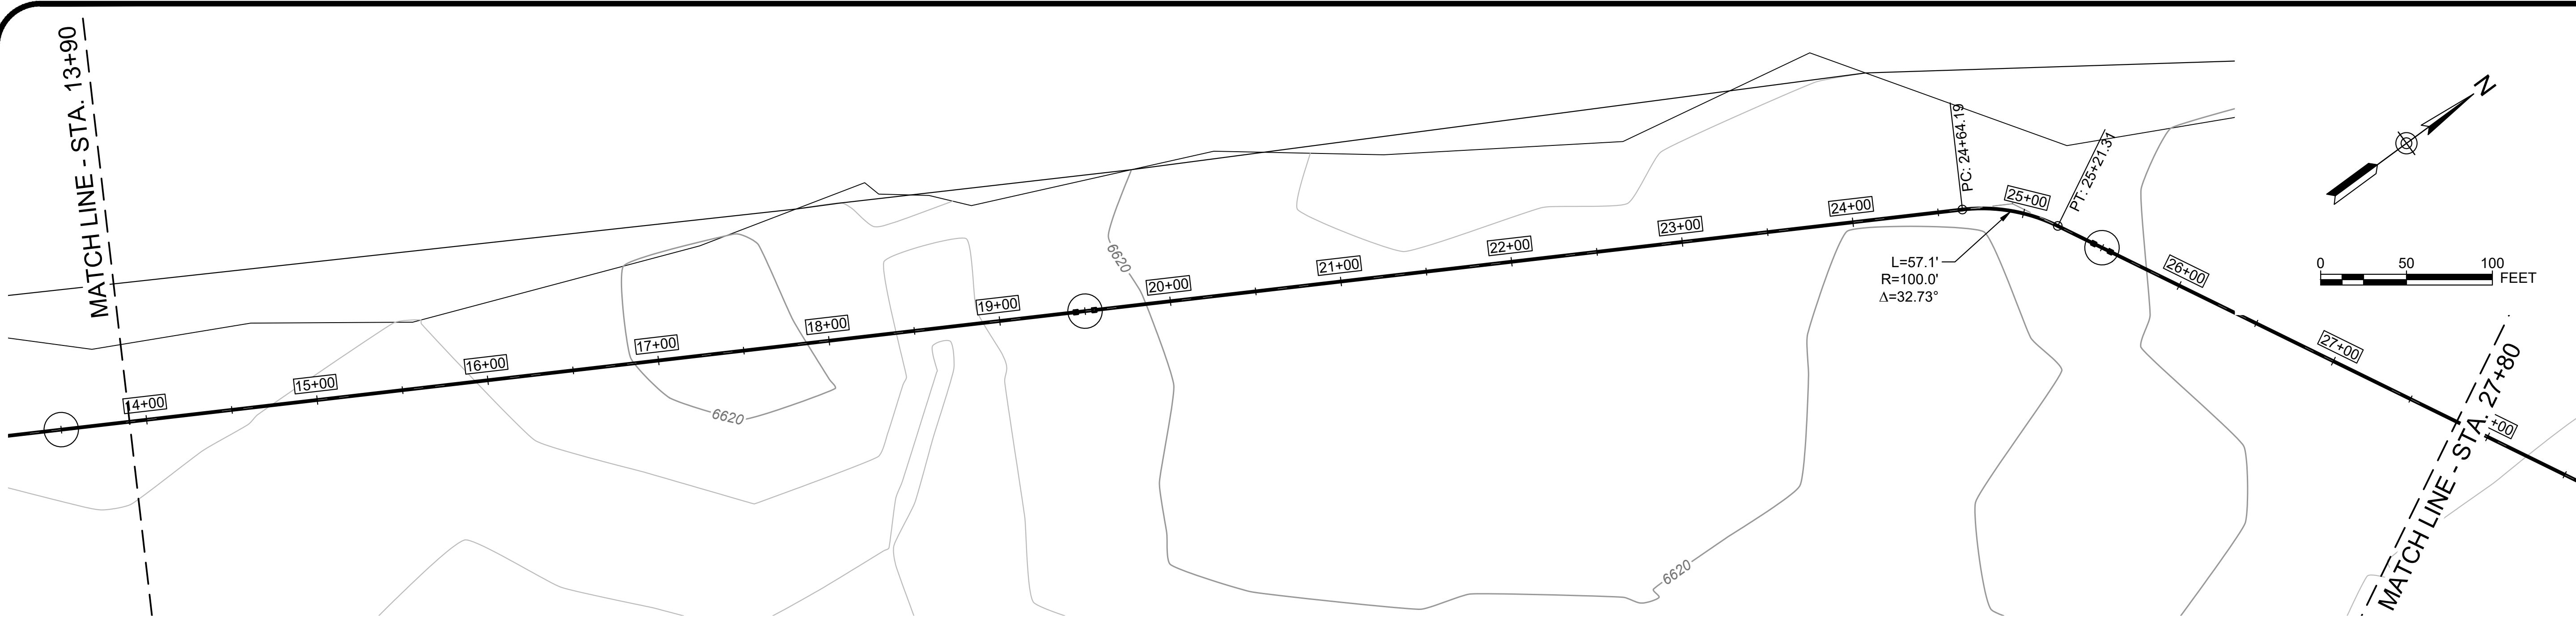 MATCH LINE - STA. 13+90
14+00
15+00
16+00
17+00
6620
18+00
19+00
6620
20+00
21+00
22+00
23+00
24+00
6620
PC: 24+64.19
L=57.1'
R=100.0'
Δ=32.73°
25+00
PT: 25+21.31
26+00
27+00
+00
MATCH LINE - STA. 27+80
N
0 50 100
FEET